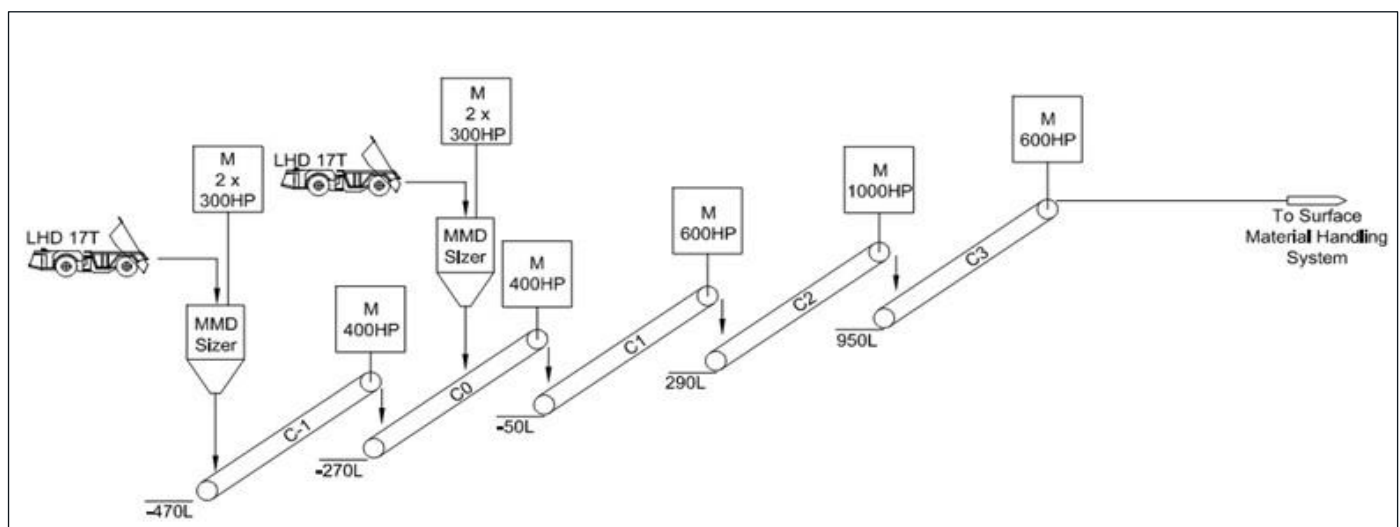 LHD 17T
M
2 x
300HP
MMD
Sizer
M
400HP
C-1
-470L
LHD 17T
M
2 x
300HP
MMD
Sizer
M
400HP
C0
-270L
M
600HP
C1
-50L
M
1000HP
C2
290L
M
600HP
C3
950L
To Surface
Material Handling
System